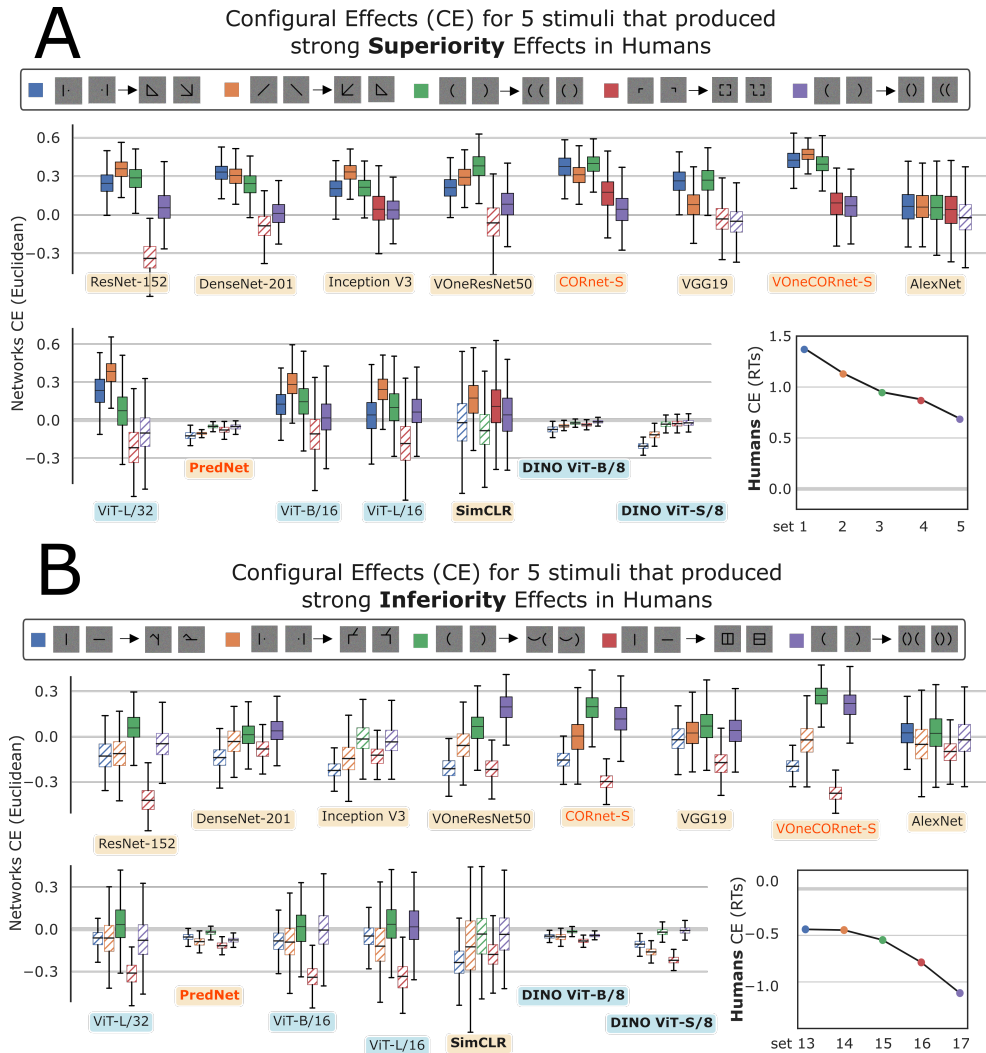 A
Configural Effects (CE) for 5 stimuli that produced
strong Superiority Effects in Humans
Networks CE (Euclidean)
0.6
0.3
0.0
−0.3
ResNet-152
DenseNet-201
Inception V3
VOneResNet50
CORnet-S
VGG19
VOneCORnet-S
AlexNet
0.6
0.3
0.0
−0.3
PredNet
DINO ViT-B/8
ViT-L/32
ViT-B/16
ViT-L/16
SimCLR
DINO ViT-S/8
Humans CE (RTs)
1.5
1.0
0.5
0.0
set 1 2 3 4 5
B
Configural Effects (CE) for 5 stimuli that produced
strong Inferiority Effects in Humans
Networks CE (Euclidean)
0.3
0.0
−0.3
ResNet-152
DenseNet-201
Inception V3
VOneResNet50
CORnet-S
VGG19
VOneCORnet-S
AlexNet
0.3
0.0
−0.3
PredNet
DINO ViT-B/8
ViT-L/32
ViT-B/16
DINO ViT-S/8
ViT-L/16
SimCLR
Humans CE (RTs)
0.0
−0.5
−1.0
set 13 14 15 16 17